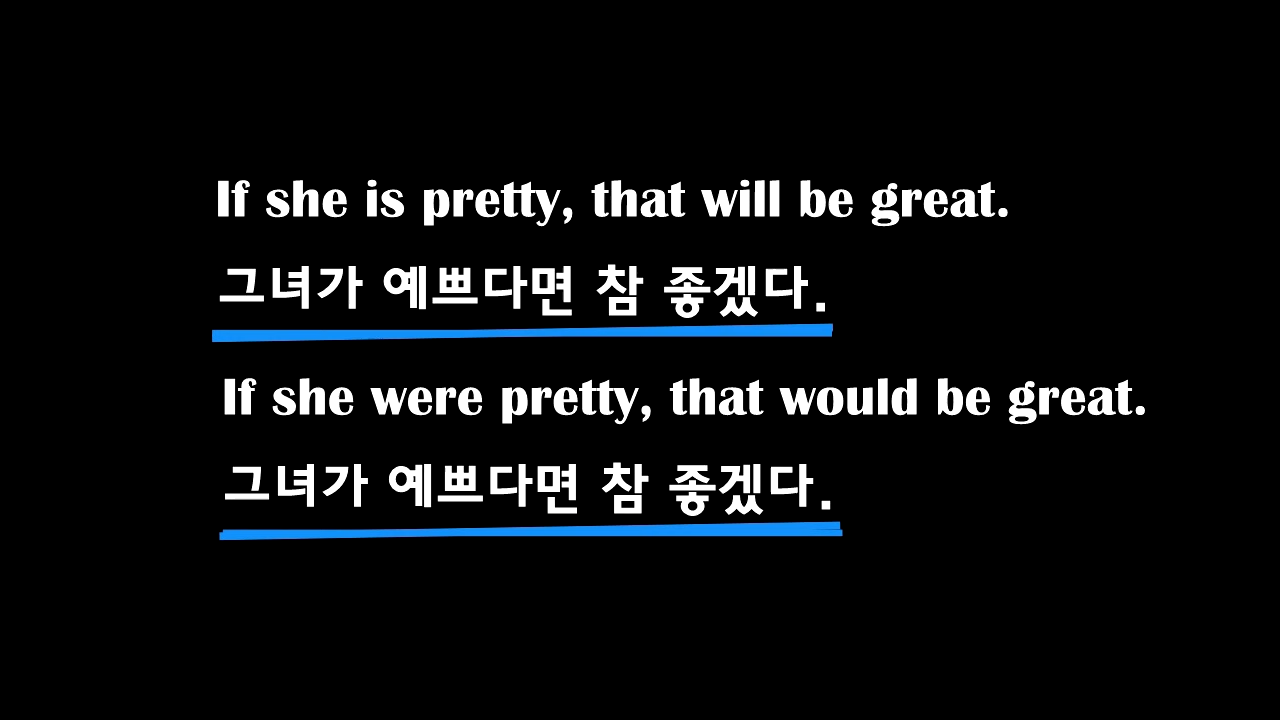 If she is pretty, that will be great.
그녀가 예쁘다면 참 좋겠다.
If she were pretty, that would be great.
그녀가 예쁘다면 참 좋겠다.